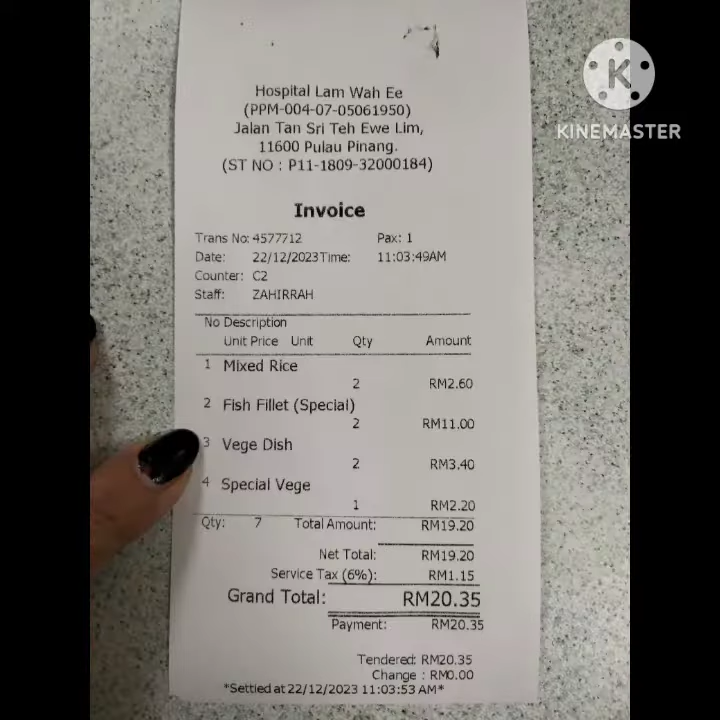 Hospital Lam Wah Ee
(PPM-004-07-05061950)
Jalan Tan Sri Teh Ewe Lim,
11600 Pulau Pinang.
(ST NO : P11-1809-32000184)
K
KINEMASTER
Invoice
Trans No: 4577712 Pax: 1
Date: 22/12/2023Time: 11:03:49AM
Counter: C2
Staff: ZAHIRRAH
No Description
Unit Price Unit Qty Amount
1 Mixed Rice
2 RM2.60
2 Fish Fillet (Special)
2 RM11.00
3 Vege Dish
2 RM3.40
4 Special Vege
1 RM2.20
Qty: 7 Total Amount: RM19.20
Net Total: RM19.20
Service Tax (6%): RM1.15
Grand Total: RM20.35
Payment: RM20.35
Tendered: RM20.35
Change : RM0.00
*Settled at 22/12/2023 11:03:53 AM*